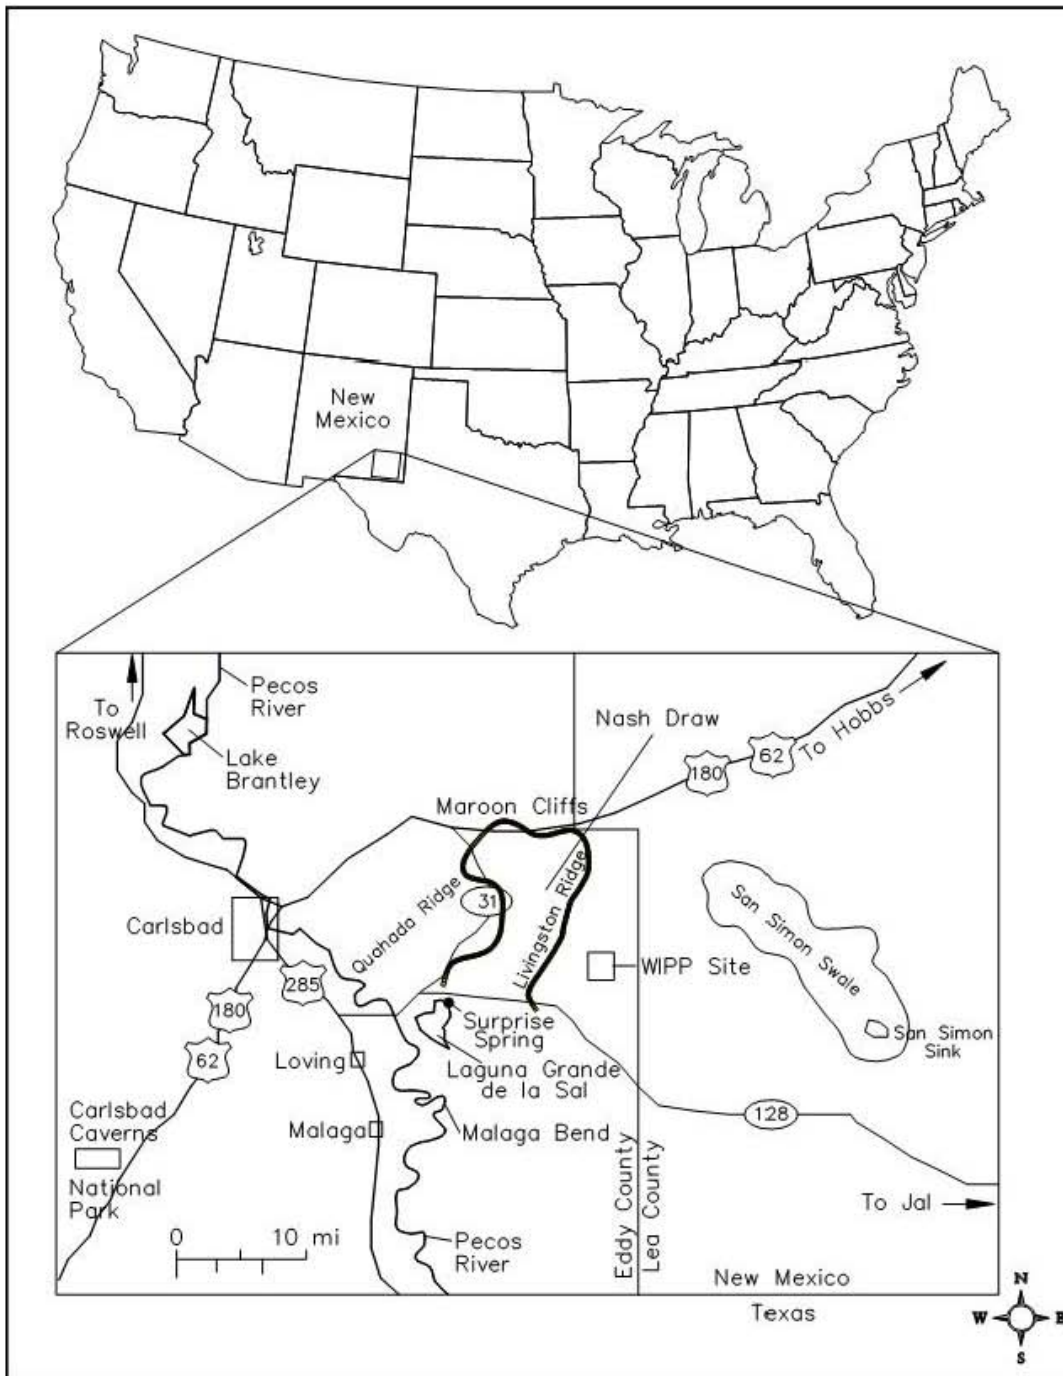 New
Mexico
To
Roswell
Pecos
River
Lake
Brantley
Nash Draw
To Hobbs
62
180
Maroon Cliffs
Quahada Ridge
31
Livingston Ridge
San Simon Swale
Carlsbad
WIPP Site
285
180
62
Surprise
Spring
San Simon
Sink
Loving
Laguna Grande
de la Sal
Carlsbad
Caverns
National
Park
Malaga
Malaga Bend
128
Eddy County
Lea County
To Jal
0 10 mi
Pecos
River
New Mexico
Texas
N
W E
S